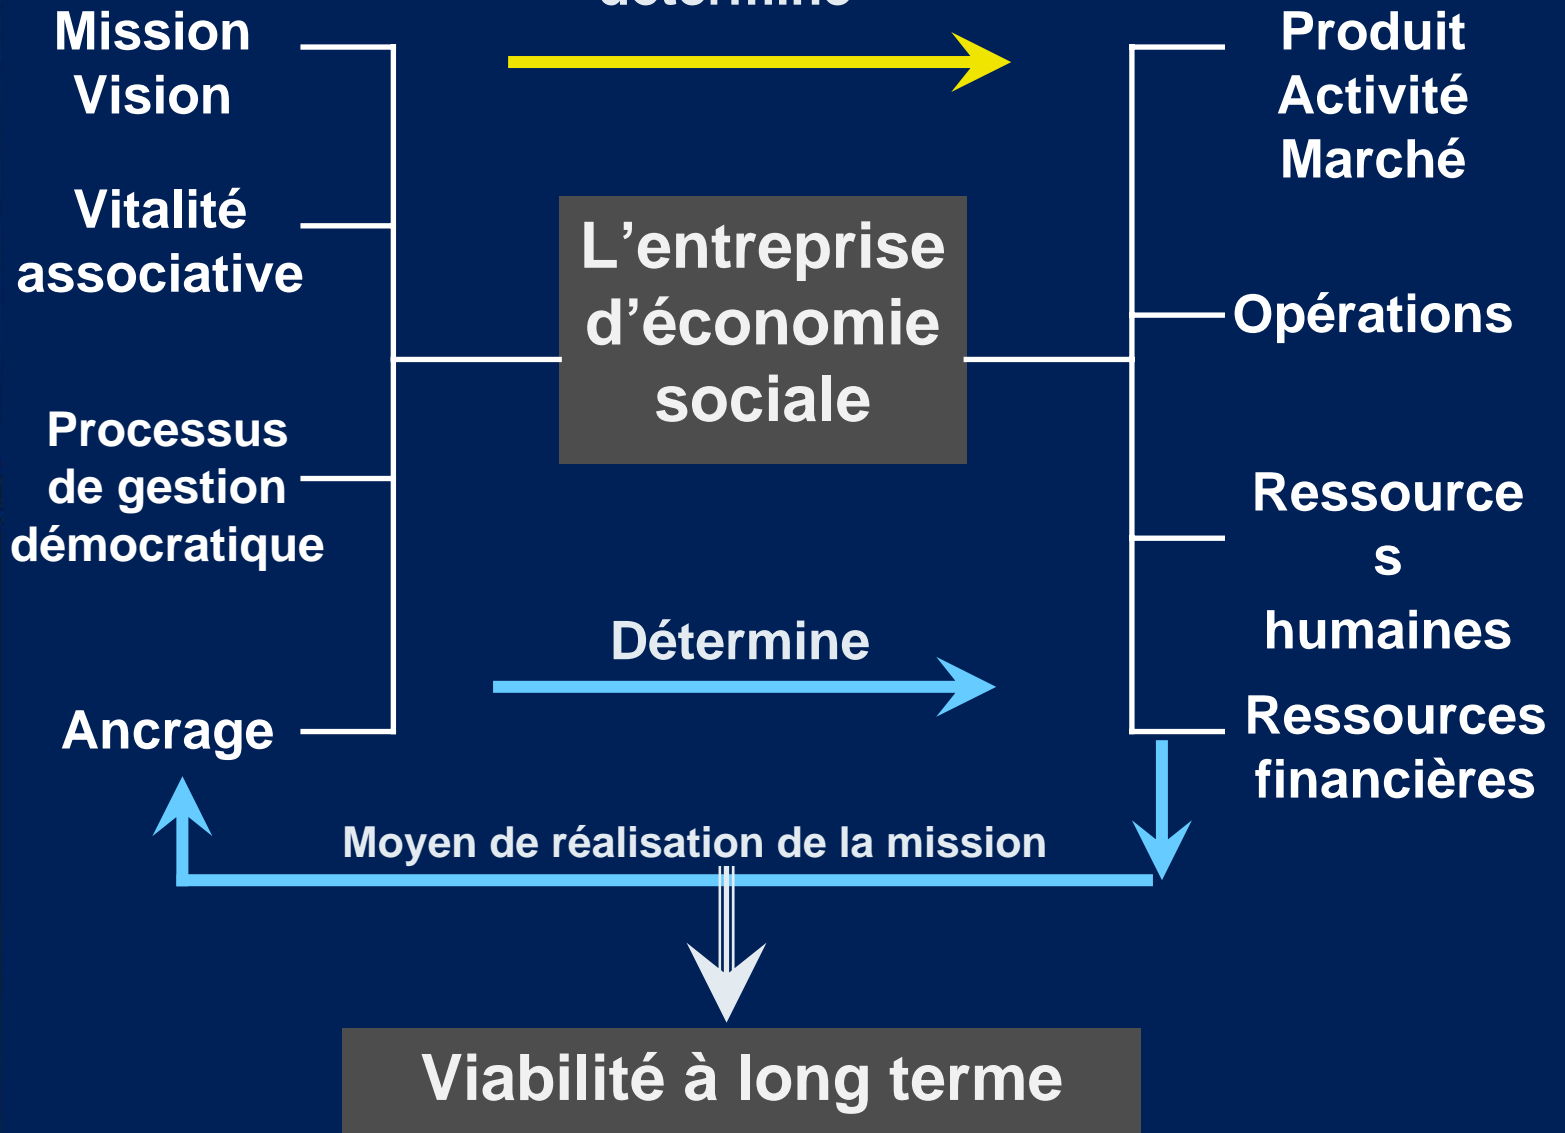 détermine
Mission
Vision
Vitalité
associative
Processus
de gestion
démocratique
Ancrage
L’entreprise
d’économie
sociale
Produit
Activité
Marché
Opérations
Ressource
s
humaines
Ressources
financières
Détermine
Moyen de réalisation de la mission
Viabilité à long terme